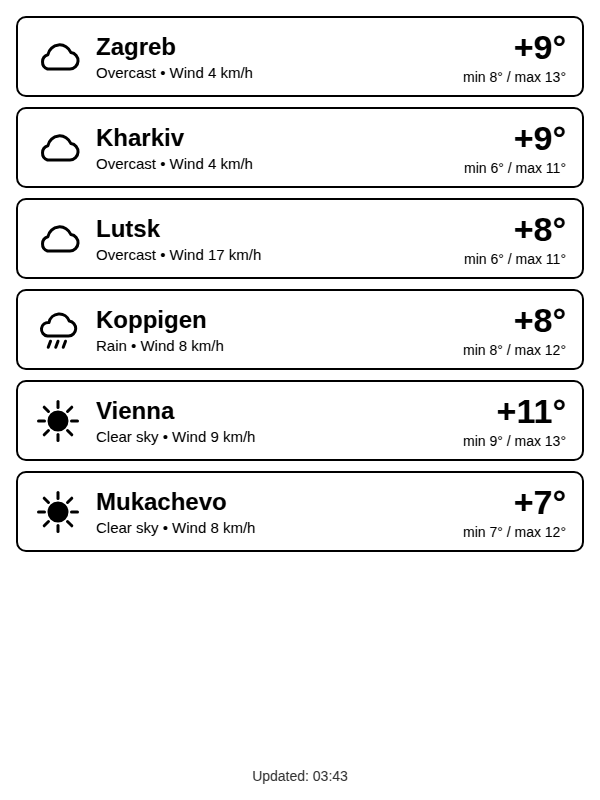 Zagreb
+9°
Overcast • Wind 4 km/h
min 8° / max 13°
Kharkiv
+9°
Overcast • Wind 4 km/h
min 6° / max 11°
Lutsk
+8°
Overcast • Wind 17 km/h
min 6° / max 11°
Koppigen
+8°
Rain • Wind 8 km/h
min 8° / max 12°
Vienna
+11°
Clear sky • Wind 9 km/h
min 9° / max 13°
Mukachevo
+7°
Clear sky • Wind 8 km/h
min 7° / max 12°
Updated: 03:43